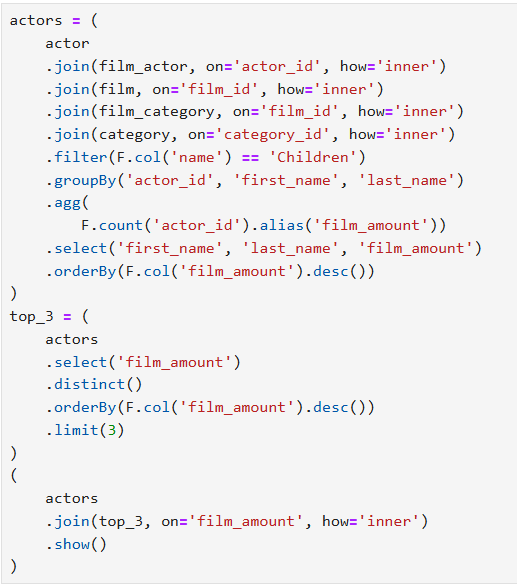 actors = (
    actor
    .join(film_actor, on='actor_id', how='inner')
    .join(film, on='film_id', how='inner')
    .join(film_category, on='film_id', how='inner')
    .join(category, on='category_id', how='inner')
    .filter(F.col('name') == 'Children')
    .groupBy('actor_id', 'first_name', 'last_name')
    .agg(
        F.count('actor_id').alias('film_amount'))
    .select('first_name', 'last_name', 'film_amount')
    .orderBy(F.col('film_amount').desc())
)
top_3 = (
    actors
    .select('film_amount')
    .distinct()
    .orderBy(F.col('film_amount').desc())
    .limit(3)
)
(
    actors
    .join(top_3, on='film_amount', how='inner')
    .show()
)